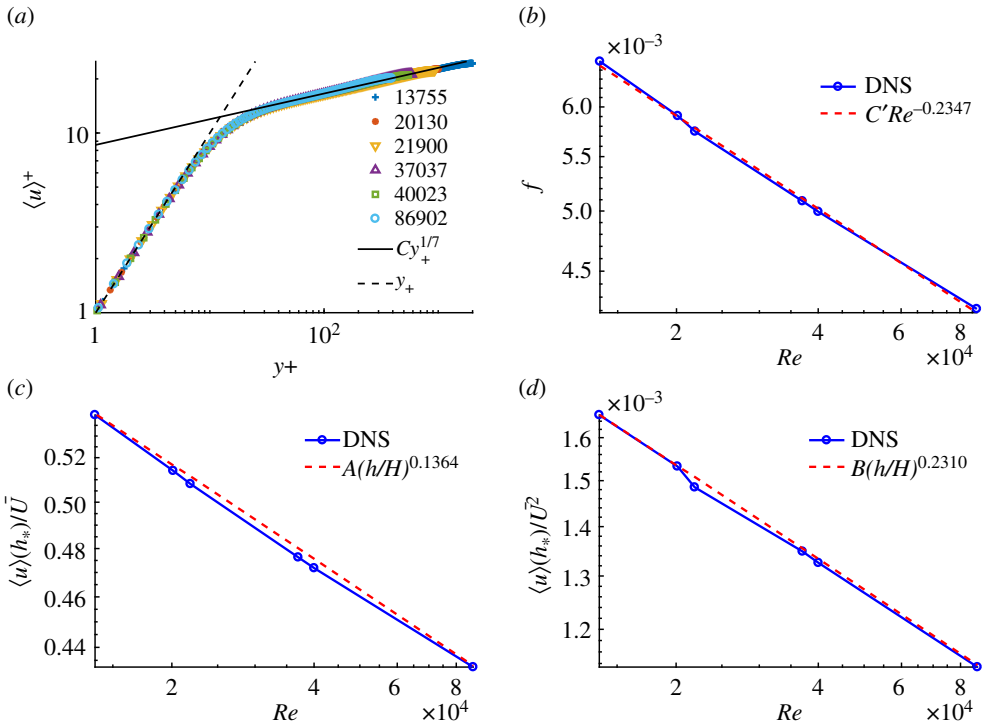 (a)
⟨u⟩⁺
10
1
1
10²
y+
13755
20130
21900
37037
40023
86902
Cy₊^{1/7}
y₊
(b)
×10⁻³
f
6.0
5.5
5.0
4.5
DNS
C′Re^{−0.2347}
2
4
6
8
Re
×10⁴
(c)
⟨u⟩(h*)/Ū
0.52
0.50
0.48
0.46
0.44
DNS
A(h/H)^{0.1364}
2
4
6
8
Re
×10⁴
(d)
×10⁻³
⟨u⟩(h*)/Ū²
1.6
1.5
1.4
1.3
1.2
DNS
B(h/H)^{0.2310}
2
4
6
8
Re
×10⁴